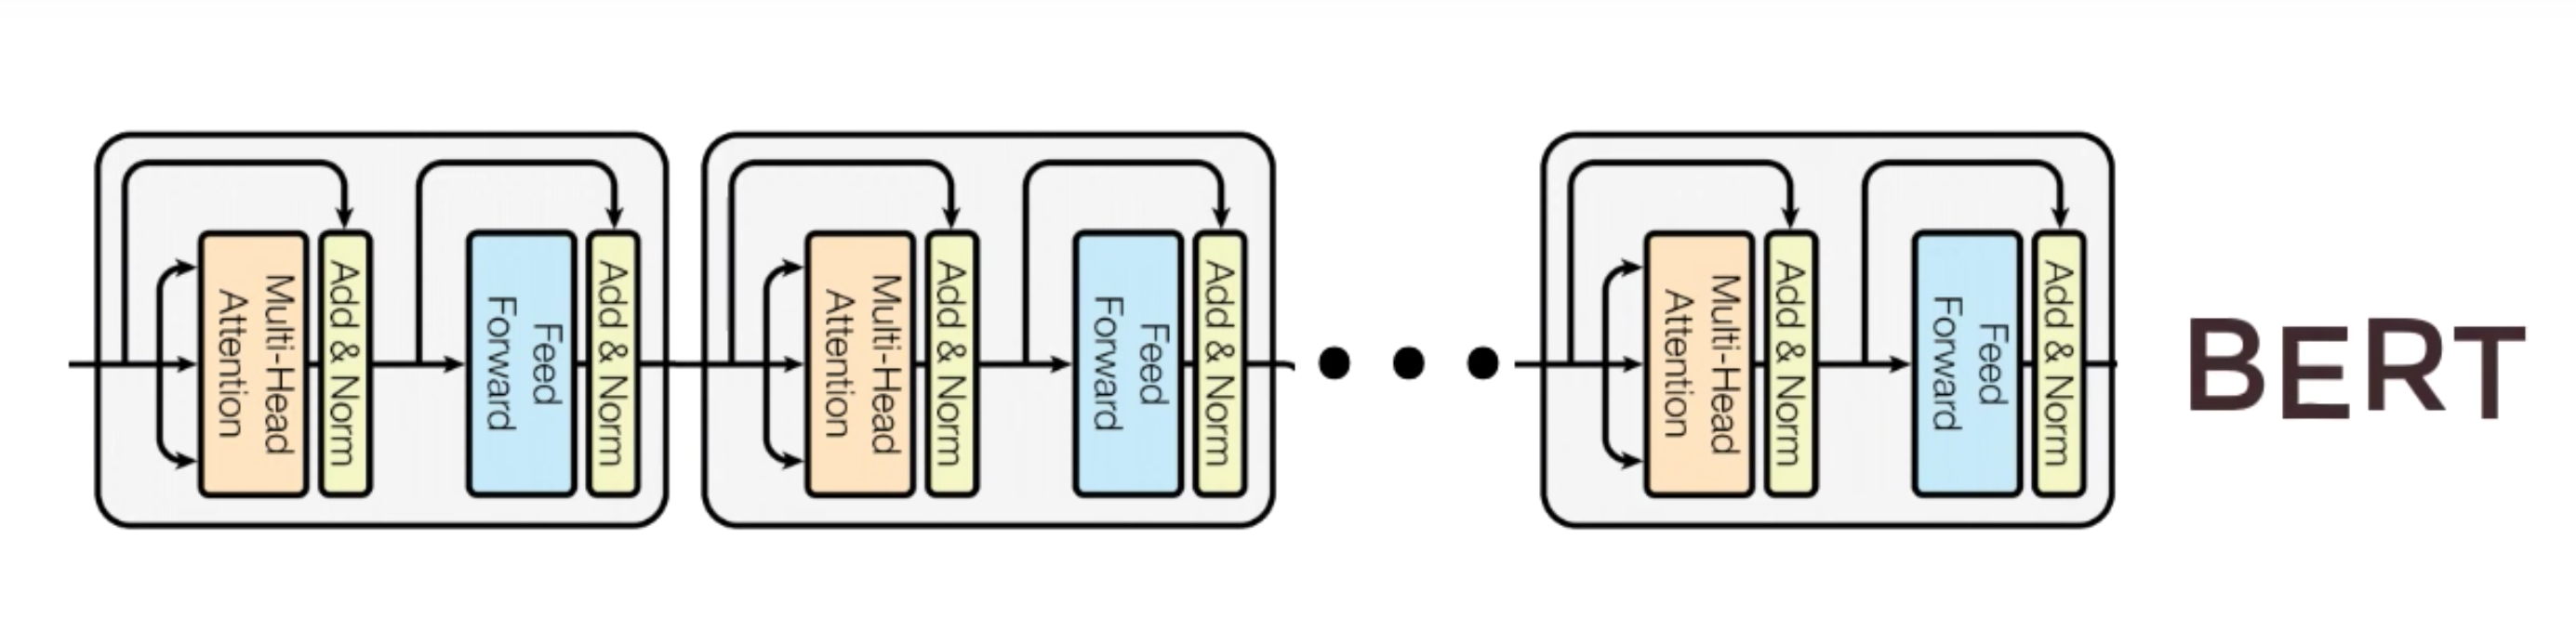 Multi-Head
Attention
Add & Norm
Feed
Forward
Add & Norm
Multi-Head
Attention
Add & Norm
Feed
Forward
Add & Norm
Multi-Head
Attention
Add & Norm
Feed
Forward
Add & Norm
BERT